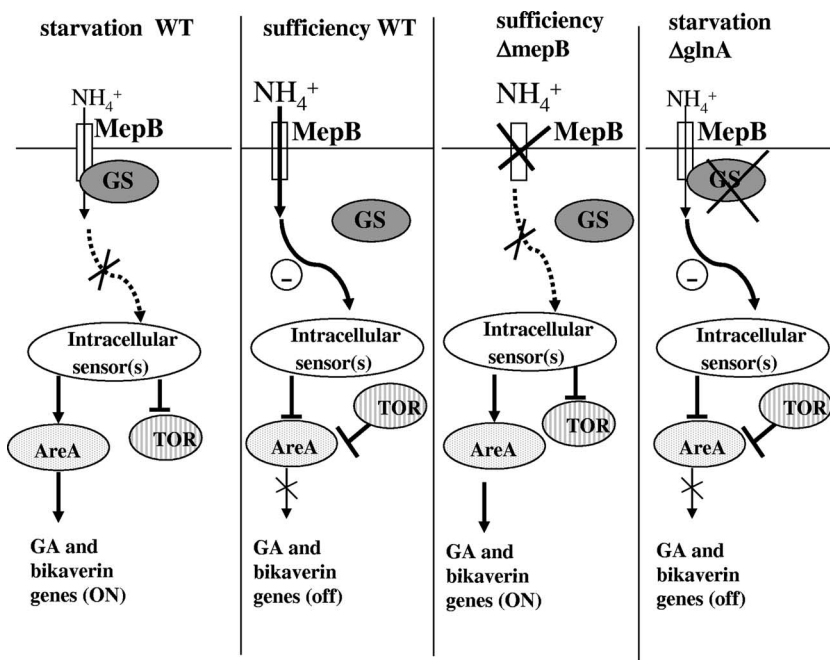 starvation WT
NH₄⁺
MepB
GS
Intracellular
sensor(s)
TOR
AreA
GA and
bikaverin
genes (ON)
sufficiency WT
NH₄⁺
MepB
GS
–
Intracellular
sensor(s)
TOR
AreA
GA and
bikaverin
genes (off)
sufficiency
ΔmepB
NH₄⁺
MepB
GS
Intracellular
sensor(s)
TOR
AreA
GA and
bikaverin
genes (ON)
starvation
ΔglnA
NH₄⁺
MepB
GS
–
Intracellular
sensor(s)
TOR
AreA
GA and
bikaverin
genes (off)